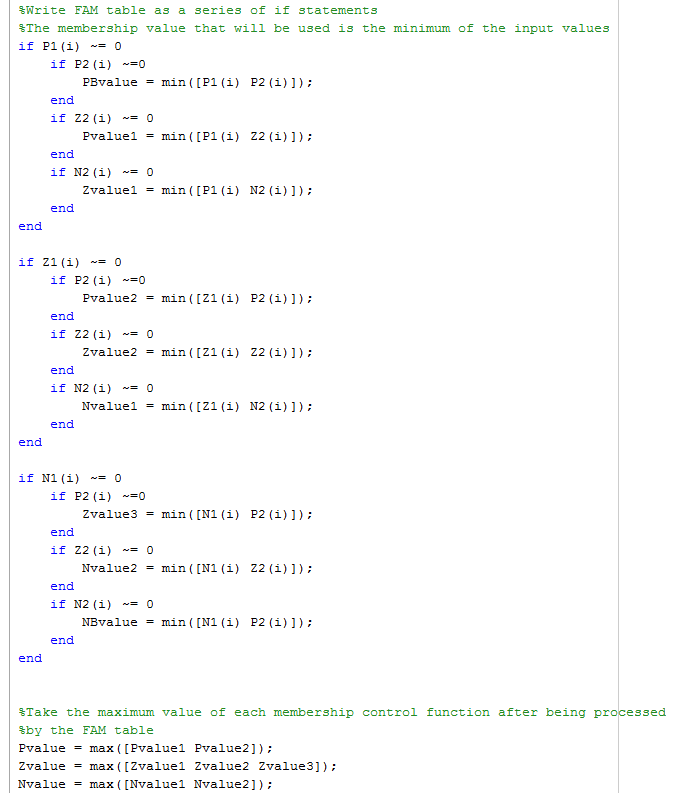 %Write FAM table as a series of if statements
%The membership value that will be used is the minimum of the input values
if P1(i) ~= 0
    if P2(i) ~=0
        PBvalue = min([P1(i) P2(i)]);
    end
    if Z2(i) ~= 0
        Pvalue1 = min([P1(i) Z2(i)]);
    end
    if N2(i) ~= 0
        Zvalue1 = min([P1(i) N2(i)]);
    end
end

if Z1(i) ~= 0
    if P2(i) ~=0
        Pvalue2 = min([Z1(i) P2(i)]);
    end
    if Z2(i) ~= 0
        Zvalue2 = min([Z1(i) Z2(i)]);
    end
    if N2(i) ~= 0
        Nvalue1 = min([Z1(i) N2(i)]);
    end
end

if N1(i) ~= 0
    if P2(i) ~=0
        Zvalue3 = min([N1(i) P2(i)]);
    end
    if Z2(i) ~= 0
        Nvalue2 = min([N1(i) Z2(i)]);
    end
    if N2(i) ~= 0
        NBvalue = min([N1(i) P2(i)]);
    end
end

%Take the maximum value of each membership control function after being processed
%by the FAM table
Pvalue = max([Pvalue1 Pvalue2]);
Zvalue = max([Zvalue1 Zvalue2 Zvalue3]);
Nvalue = max([Nvalue1 Nvalue2]);